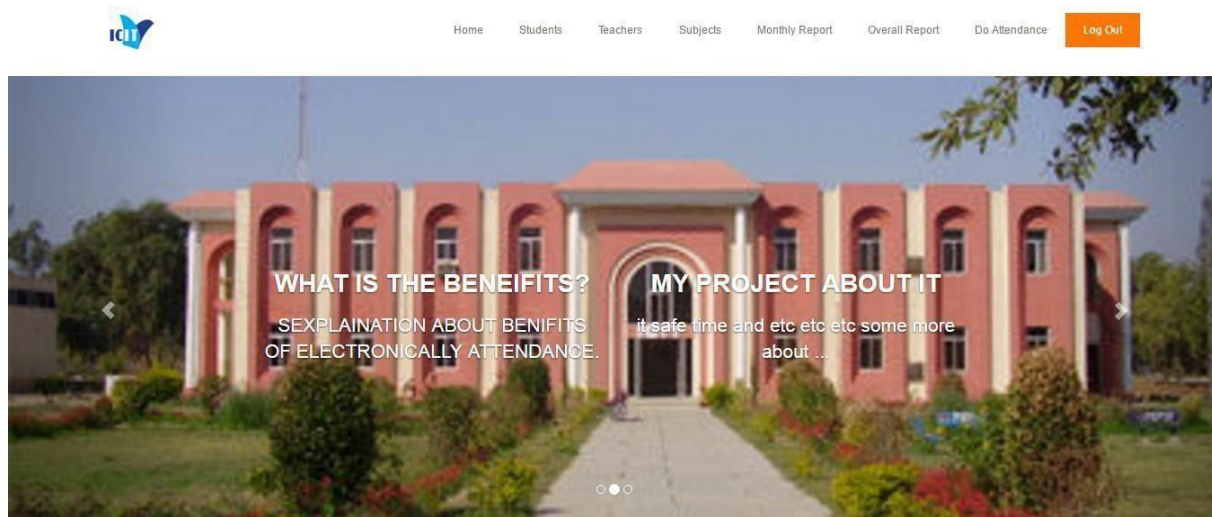 ICIT
Home Students Teachers Subjects Monthly Report Overall Report Do Attendance Log Out
WHAT IS THE BENEIFITS?
SEXPLAINATION ABOUT BENIFITS
OF ELECTRONICALLY ATTENDANCE.
MY PROJECT ABOUT IT
it safe time and etc etc etc some more
about ...